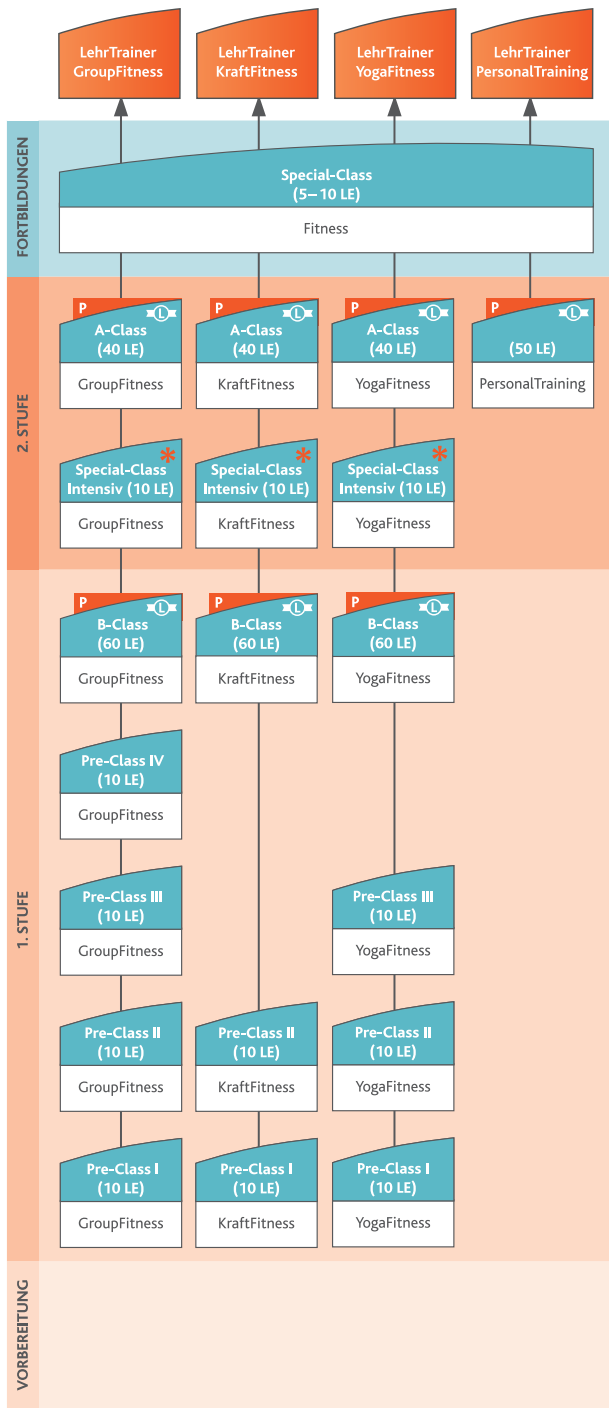 LehrTrainer
GroupFitness
LehrTrainer
KraftFitness
LehrTrainer
YogaFitness
LehrTrainer
PersonalTraining
FORTBILDUNGEN
Special-Class
(5–10 LE)
Fitness
2. STUFE
P
L
A-Class
(40 LE)
GroupFitness
P
L
A-Class
(40 LE)
KraftFitness
P
L
A-Class
(40 LE)
YogaFitness
P
L
(50 LE)
PersonalTraining
*
Special-Class
Intensiv (10 LE)
GroupFitness
*
Special-Class
Intensiv (10 LE)
KraftFitness
*
Special-Class
Intensiv (10 LE)
YogaFitness
1. STUFE
P
L
B-Class
(60 LE)
GroupFitness
P
L
B-Class
(60 LE)
KraftFitness
P
L
B-Class
(60 LE)
YogaFitness
Pre-Class IV
(10 LE)
GroupFitness
Pre-Class III
(10 LE)
GroupFitness
Pre-Class III
(10 LE)
YogaFitness
Pre-Class II
(10 LE)
GroupFitness
Pre-Class II
(10 LE)
KraftFitness
Pre-Class II
(10 LE)
YogaFitness
Pre-Class I
(10 LE)
GroupFitness
Pre-Class I
(10 LE)
KraftFitness
Pre-Class I
(10 LE)
YogaFitness
VORBEREITUNG